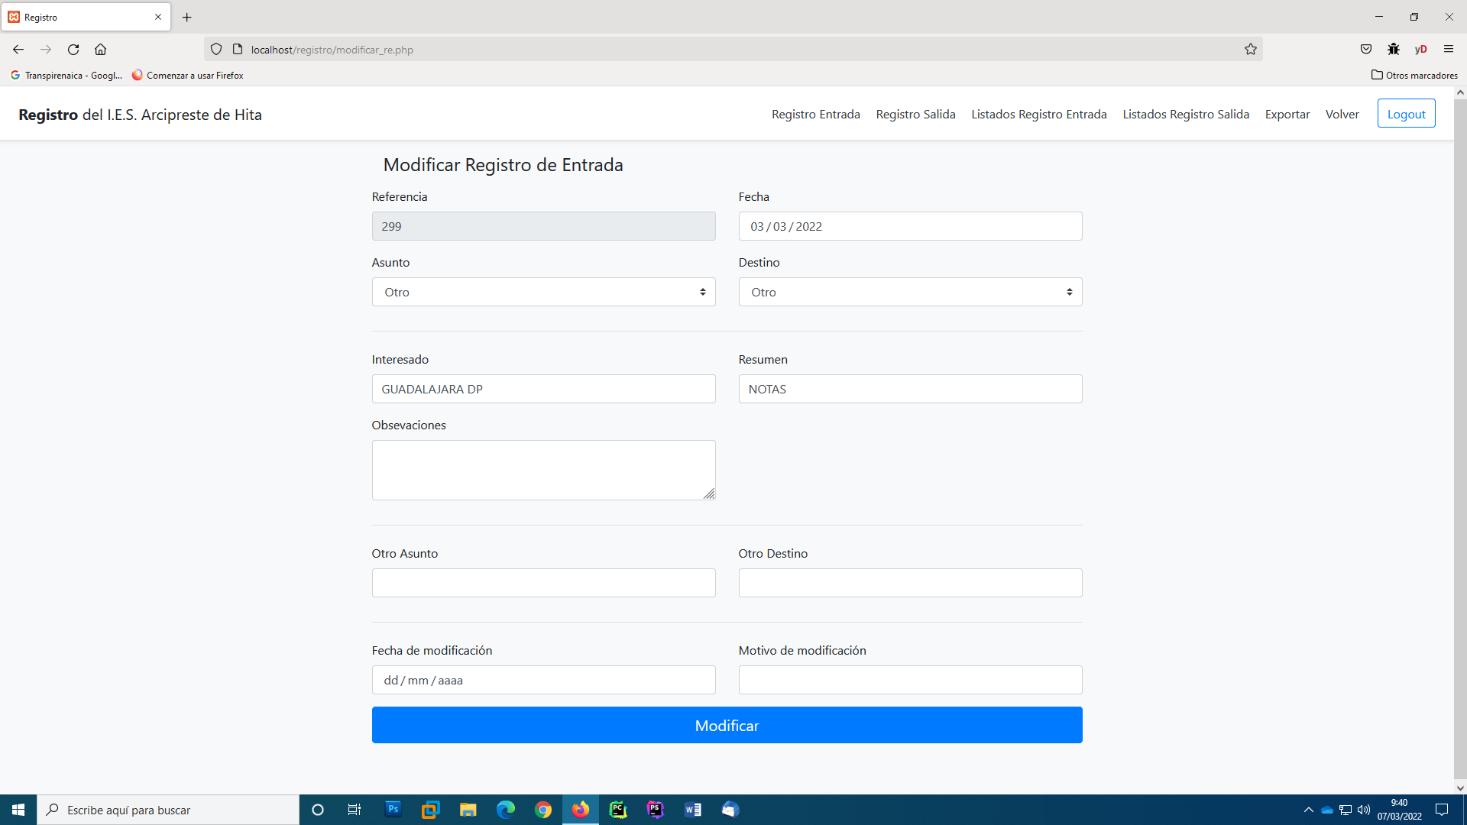 Registro
localhost/registro/modificar_re.php
Transpirenaica - Googl...
Comenzar a usar Firefox
Otros marcadores
Registro del I.E.S. Arcipreste de Hita
Registro Entrada
Registro Salida
Listados Registro Entrada
Listados Registro Salida
Exportar
Volver
Logout
Modificar Registro de Entrada
Referencia
Fecha
299
03 / 03 / 2022
Asunto
Destino
Otro
Otro
Interesado
Resumen
GUADALAJARA DP
NOTAS
Obsevaciones
Otro Asunto
Otro Destino
Fecha de modificación
Motivo de modificación
dd / mm / aaaa
Modificar
Escribe aquí para buscar
9:40
07/03/2022